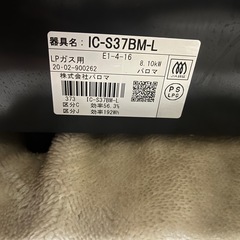 器具名: IC-S37BM-L
LPガス用 E1-4-16
20-02-900262 8.10kW
株式会社パロマ パロマ
373 IC-S37BM-L
区分C 効率56.3%
区分J 効率192Wh
PS
LPG